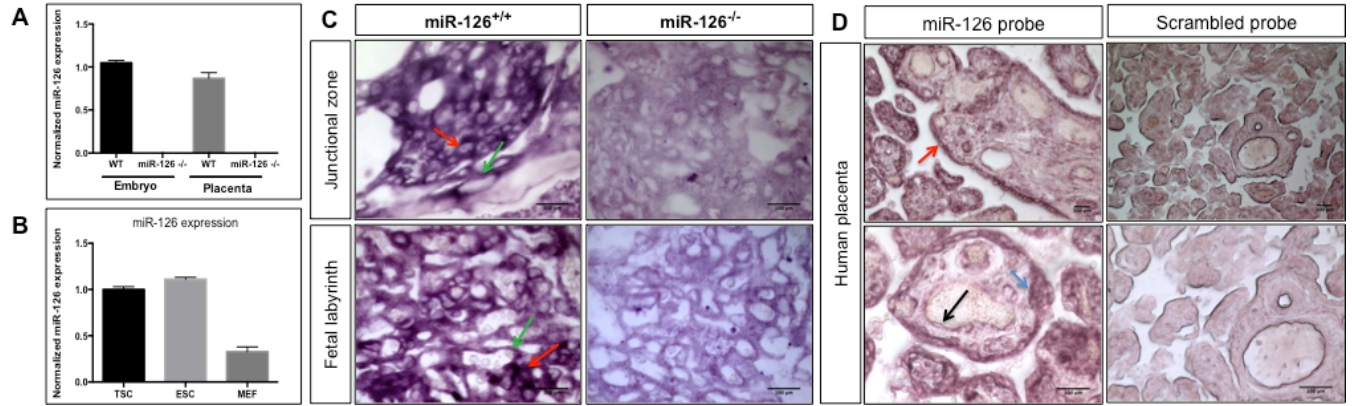 A
Normalized miR-126 expression
1.5
1.0
0.5
0.0
WT miR-126 -/- WT miR-126 -/-
Embryo Placenta
B
miR-126 expression
Normalized miR-126 expression
1.5
1.0
0.5
0.0
TSC ESC MEF
C
miR-126+/+ miR-126-/-
Junctional zone
Fetal labyrinth
D
miR-126 probe Scrambled probe
Human placenta